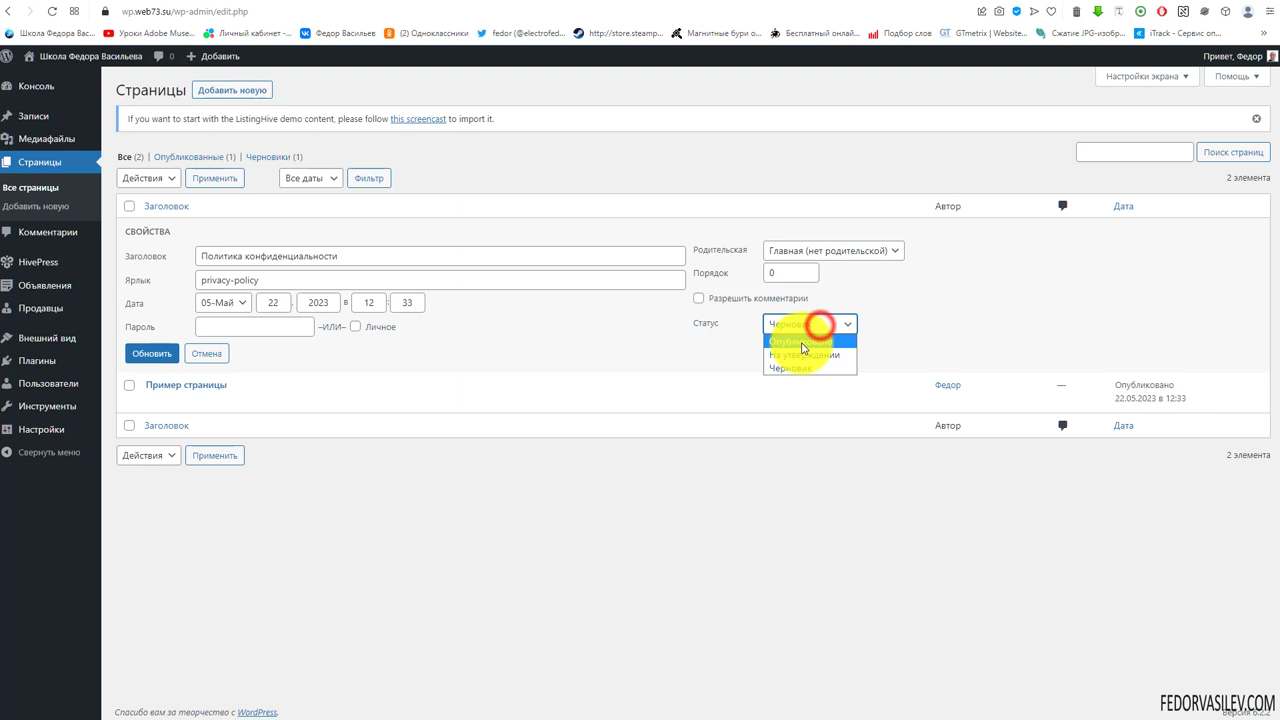 wp.web73.su/wp-admin/edit.php
Школа Федора Васил...
Уроки Adobe Muse...
Личный кабинет -...
Федор Васильев
(2) Одноклассники
fedor (@electrofed...
http://store.steamp...
Магнитные бури о...
Бесплатный онлай...
Подбор слов
GTmetrix | Website...
Сжатие JPG-изобр...
iTrack - Сервис оп...
Школа Федора Васильева
0
Добавить
Привет, Федор
Консоль
Записи
Медиафайлы
Страницы
Все страницы
Добавить новую
Комментарии
HivePress
Объявления
Продавцы
Внешний вид
Плагины
Пользователи
Инструменты
Настройки
Свернуть меню
Настройки экрана
Помощь
Страницы
Добавить новую
If you want to start with the ListingHive demo content, please follow this screencast to import it.
Все (2) | Опубликованные (1) | Черновики (1)
Поиск страниц
Действия
Применить
Все даты
Фильтр
2 элемента
Заголовок
Автор
Дата
СВОЙСТВА
Заголовок
Политика конфиденциальности
Ярлык
privacy-policy
Дата
05-Май
22
, 2023 в 12 : 33
Пароль
–ИЛИ–
Личное
Обновить
Отмена
Родительская
Главная (нет родительской)
Порядок
0
Разрешить комментарии
Статус
Опубликовано
На утверждении
Черновик
Пример страницы
Федор
—
Опубликовано
22.05.2023 в 12:33
Заголовок
Автор
Дата
Действия
Применить
2 элемента
Спасибо вам за творчество с WordPress.
FEDORVASILEV.COM
Версия 6.2.2